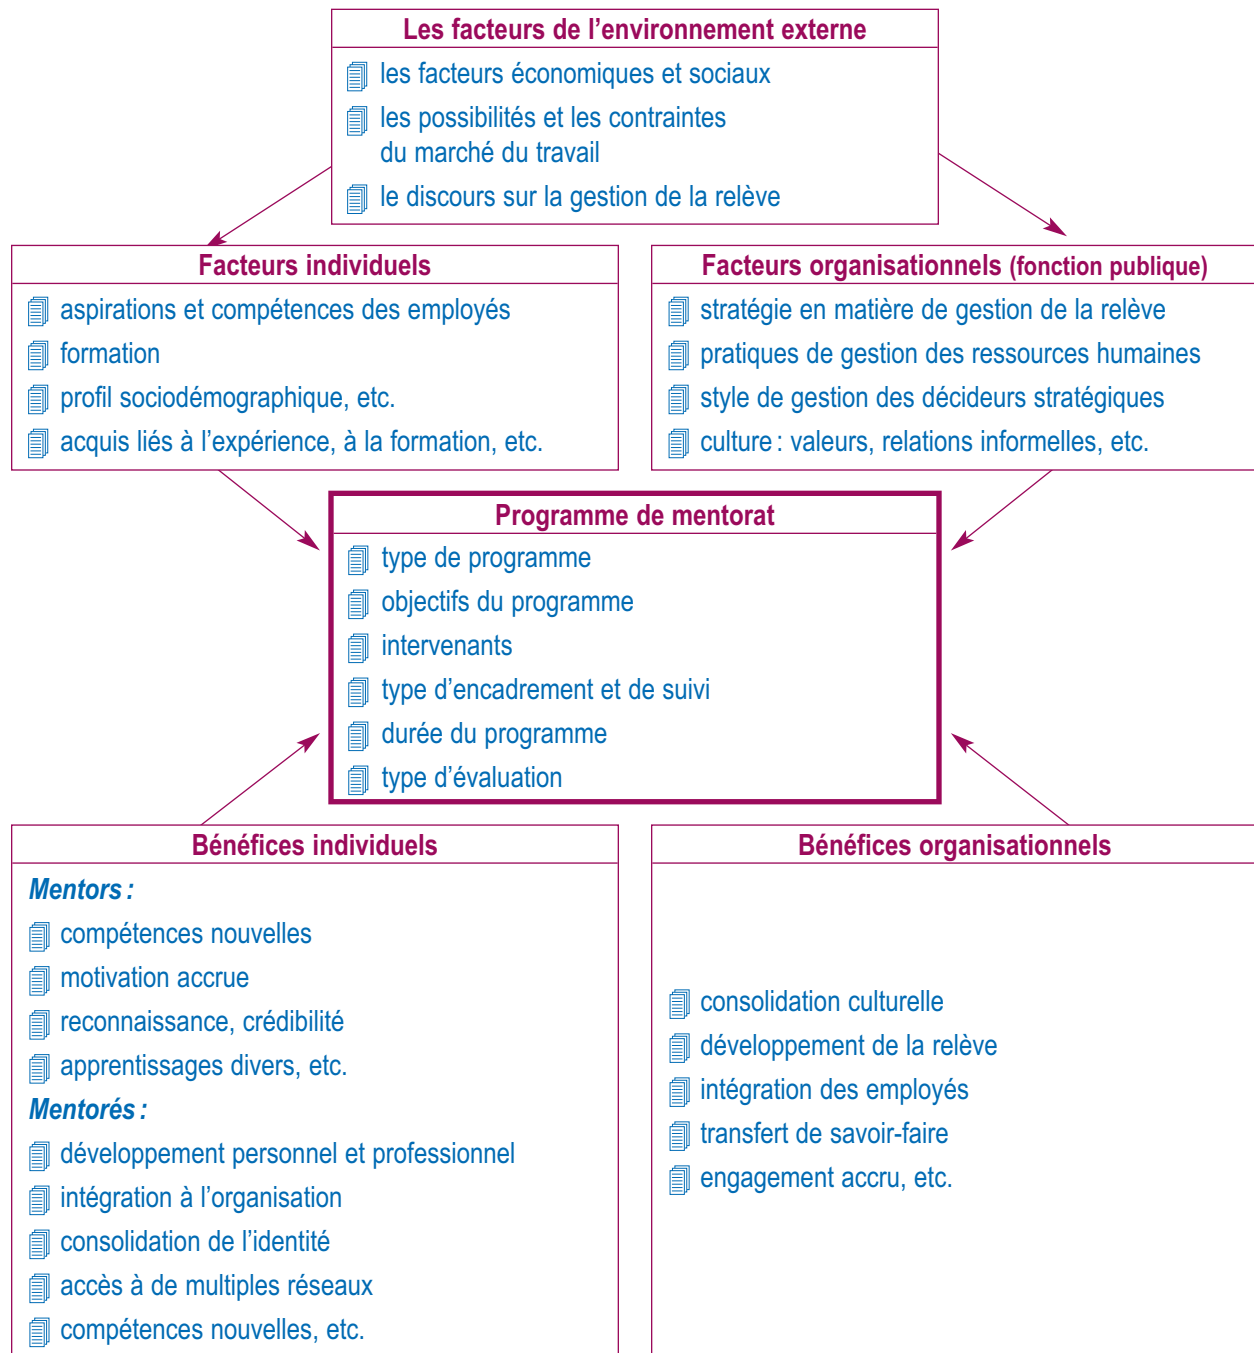 Les facteurs de l’environnement externe
les facteurs économiques et sociaux
les possibilités et les contraintes
du marché du travail
le discours sur la gestion de la relève
Facteurs individuels
aspirations et compétences des employés
formation
profil sociodémographique, etc.
acquis liés à l’expérience, à la formation, etc.
Facteurs organisationnels (fonction publique)
stratégie en matière de gestion de la relève
pratiques de gestion des ressources humaines
style de gestion des décideurs stratégiques
culture : valeurs, relations informelles, etc.
Programme de mentorat
type de programme
objectifs du programme
intervenants
type d’encadrement et de suivi
durée du programme
type d’évaluation
Bénéfices individuels
Mentors :
compétences nouvelles
motivation accrue
reconnaissance, crédibilité
apprentissages divers, etc.
Mentorés :
développement personnel et professionnel
intégration à l’organisation
consolidation de l’identité
accès à de multiples réseaux
compétences nouvelles, etc.
Bénéfices organisationnels
consolidation culturelle
développement de la relève
intégration des employés
transfert de savoir-faire
engagement accru, etc.